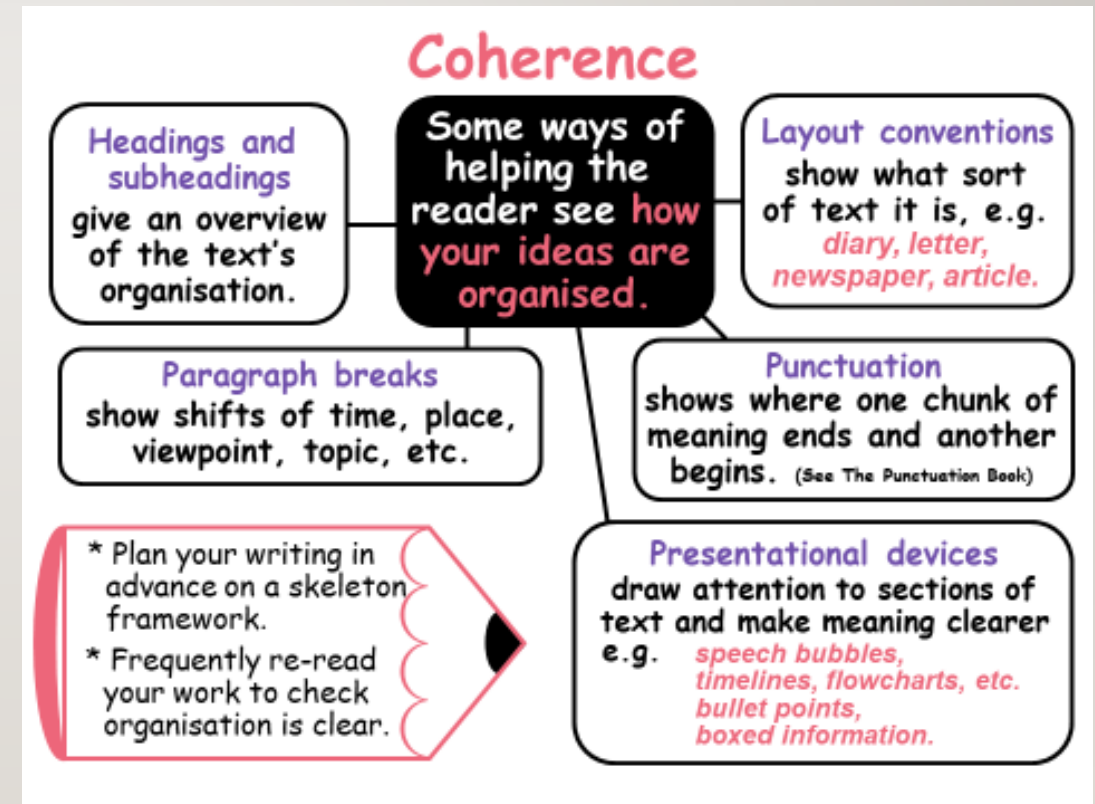 Coherence
Headings and
subheadings
give an overview
of the text's
organisation.
Some ways of
helping the
reader see how
your ideas are
organised.
Layout conventions
show what sort
of text it is, e.g.
diary, letter,
newspaper, article.
Paragraph breaks
show shifts of time, place,
viewpoint, topic, etc.
Punctuation
shows where one chunk of
meaning ends and another
begins. (See The Punctuation Book)
* Plan your writing in
advance on a skeleton
framework.
* Frequently re-read
your work to check
organisation is clear.
Presentational devices
draw attention to sections of
text and make meaning clearer
e.g. speech bubbles,
timelines, flowcharts, etc.
bullet points,
boxed information.